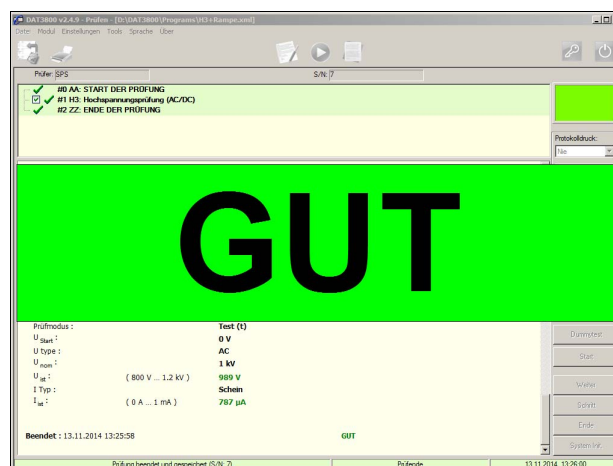 DAT3800 v2.4.9 - Prüfen - [D:\DAT3800\Programs\H3+Rampe.xml]
Datei Modul Einstellungen Tools Sprache Über
Prüfer: SPS S/N: 7
#0 AA: START DER PRÜFUNG
#1 H3: Hochspannungsprüfung (AC/DC)
#2 ZZ: ENDE DER PRÜFUNG
Protokolldruck:
Nie
GUT
Prüfmodus : Test (t)
U Start : 0 V
U type : AC
U nom : 1 kV
U ist : ( 800 V ... 1.2 kV ) 989 V
I Typ : Schein
I ist : ( 0 A ... 1 mA ) 787 µA
Beendet : 13.11.2014 13:25:58 GUT
Dummytest
Start
Weiter
Schritt
Ende
System Init
Prüfung beendet und gespeichert (S/N: 7) Prüfende 13.11.2014 13:26:00